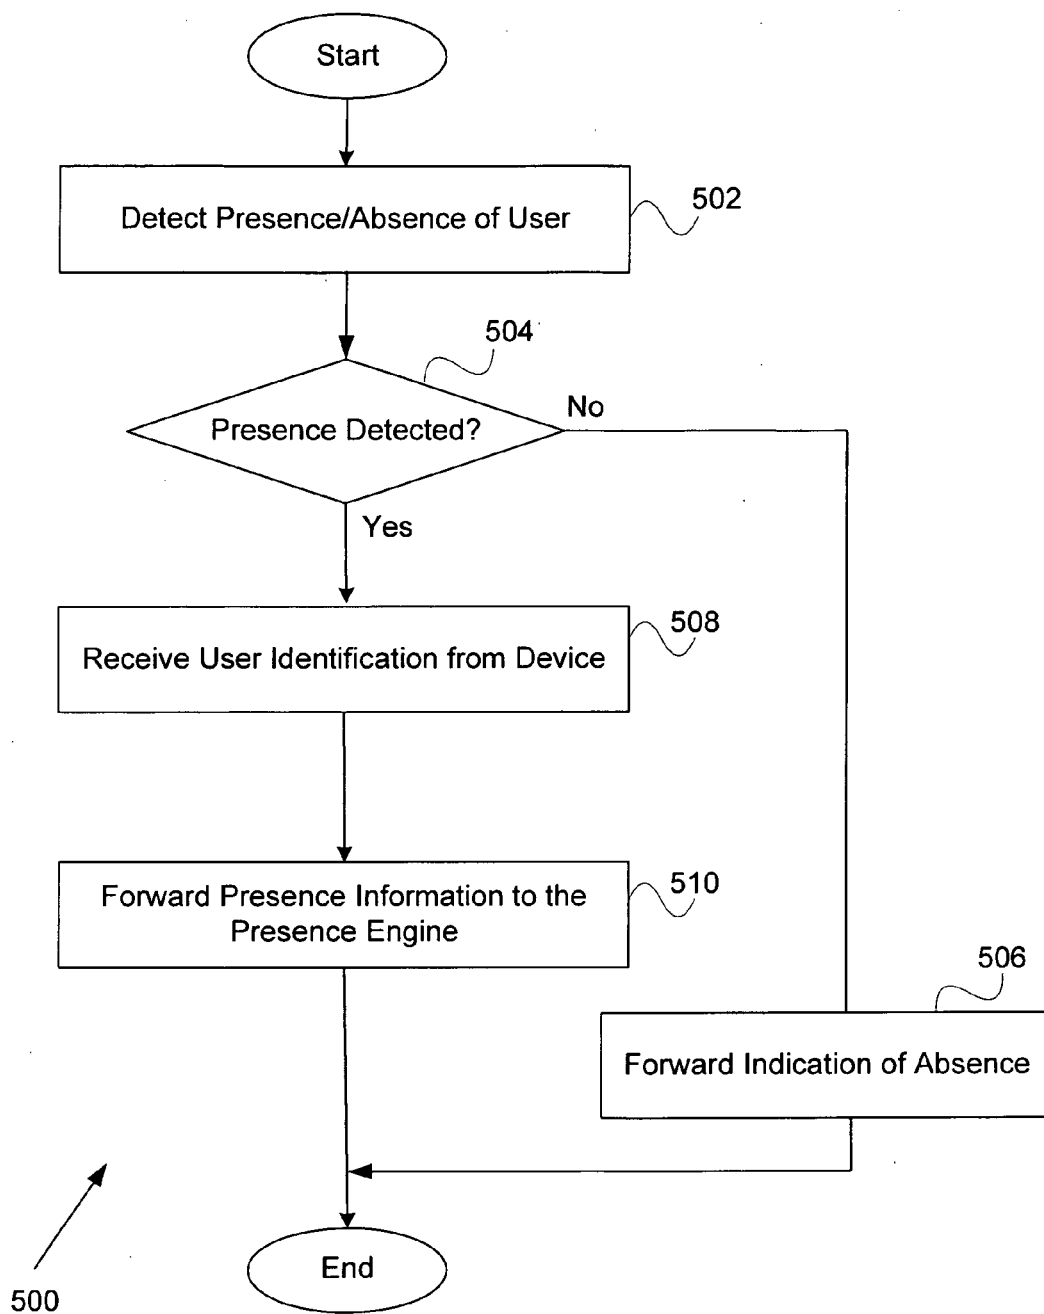 Start
Detect Presence/Absence of User
502
504
Presence Detected?
No
Yes
Receive User Identification from Device
508
Forward Presence Information to the
Presence Engine
510
506
Forward Indication of Absence
End
500